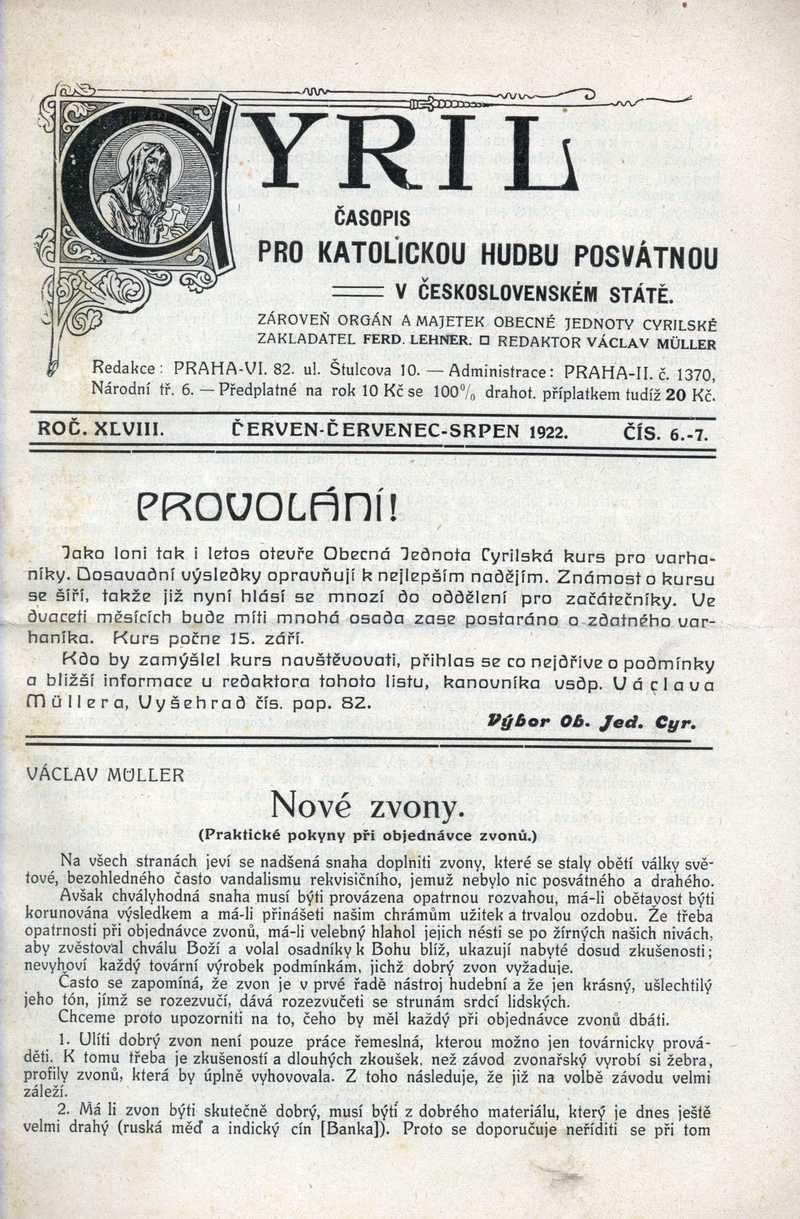 CYRIL
ČASOPIS
PRO KATOLICKOU HUDBU POSVÁTNOU
V ČESKOSLOVENSKÉM STÁTĚ.
ZÁROVEŇ ORGÁN A MAJETEK OBECNÉ JEDNOTY CYRILSKÉ
ZAKLADATEL FERD. LEHNER. □ REDAKTOR VÁCLAV MÜLLER
Redakce: PRAHA-VI. 82. ul. Štulcova 10. — Administrace: PRAHA-II. č. 1370,
Národní tř. 6. — Předplatné na rok 10 Kč se 100% drahot. příplatkem tudíž 20 Kč.
ROČ. XLVIII. ČERVEN-ČERVENEC-SRPEN 1922. ČÍS. 6.-7.
PROVOLÁNÍ!
Jako loni tak i letos otevře Obecná Jednota Cyrilská kurs pro varha-
níky. Dosavadní výsledky opravňují k nejlepším nadějím. Známost o kursu
se šíří, takže již nyní hlásí se mnozí do oddělení pro začátečníky. Ve
dvaceti měsících bude míti mnohá osada zase postaráno o zdatného var-
haníka. Kurs počne 15. září.
Kdo by zamýšlel kurs navštěvovati, přihlas se co nejdříve o podmínky
a bližší informace u redaktora tohoto listu, kanovníka vsdp. Václava
Müllera, Vyšehrad čís. pop. 82.
Výbor Ob. Jed. Cyr.
VÁCLAV MÜLLER
Nové zvony.
(Praktické pokyny při objednávce zvonů.)
Na všech stranách jeví se nadšená snaha doplniti zvony, které se staly obětí války svě-
tové, bezohledného často vandalismu rekvisičního, jemuž nebylo nic posvátného a drahého.
Avšak chvályhodná snaha musí býti provázena opatrnou rozvahou, má-li obětavost býti
korunována výsledkem a má-li přinášeti našim chrámům užitek a trvalou ozdobu. Že třeba
opatrnosti při objednávce zvonů, má-li velebný hlahol jejich nésti se po žírných našich nivách,
aby zvěstoval chválu Boží a volal osadníky k Bohu blíž, ukazují nabyté dosud zkušenosti;
nevyhoví každý tovární výrobek podmínkám, jichž dobrý zvon vyžaduje.
Často se zapomíná, že zvon je v prvé řadě nástroj hudební a že jen krásný, ušlechtilý
jeho tón, jímž se rozezvučí, dává rozezvučeti se strunám srdcí lidských.
Chceme proto upozorniti na to, čeho by měl každý při objednávce zvonů dbáti.
1. Ulíti dobrý zvon není pouze práce řemeslná, kterou možno jen továrnicky prová-
děti. K tomu třeba je zkušeností a dlouhých zkoušek, než závod zvonařský vyrobí si žebra,
profily zvonů, která by úplně vyhovovala. Z toho následuje, že již na volbě závodu velmi
záleží.
2. Má li zvon býti skutečně dobrý, musí býti z dobrého materiálu, který je dnes ještě
velmi drahý (ruská měď a indický cín [Banka]). Proto se doporučuje neříditi se při tom